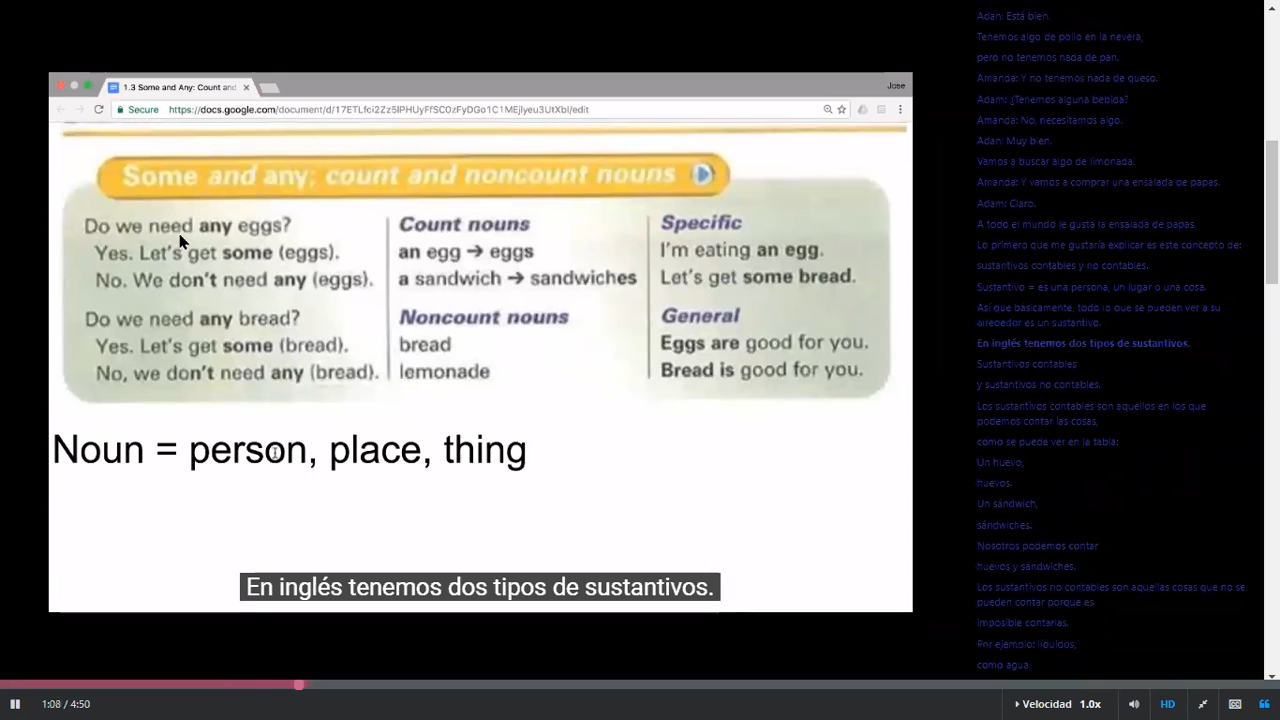 1.3 Some and Any: Count and
Jose
Secure
https://docs.google.com/document/d/17ETLfci2Zz5IPHUyFfSCOzFyDGo1C1MEjlyeu3UtXbI/edit
Some and any; count and noncount nouns
Do we need any eggs?
Yes. Let's get some (eggs).
No. We don't need any (eggs).
Do we need any bread?
Yes. Let's get some (bread).
No, we don't need any (bread).
Count nouns
an egg → eggs
a sandwich → sandwiches
Noncount nouns
bread
lemonade
Specific
I'm eating an egg.
Let's get some bread.
General
Eggs are good for you.
Bread is good for you.
Noun = person, place, thing
En inglés tenemos dos tipos de sustantivos.
Adan: Está bien.
Tenemos algo de pollo en la nevera,
pero no tenemos nada de pan.
Amanda: Y no tenemos nada de queso.
Adam: ¿Tenemos alguna bebida?
Amanda: No, necesitamos algo.
Adan: Muy bien.
Vamos a buscar algo de limonada.
Amanda: Y vamos a comprar una ensalada de papas.
Adam: Claro.
A todo el mundo le gusta la ensalada de papas.
Lo primero que me gustaría explicar es este concepto de:
sustantivos contables y no contables.
Sustantivo = es una persona, un lugar o una cosa.
Así que básicamente, todo lo que se pueden ver a su
alrededor es un sustantivo.
En inglés tenemos dos tipos de sustantivos.
Sustantivos contables
y sustantivos no contables.
Los sustantivos contables son aquellos en los que
podemos contar las cosas,
como se puede ver en la tabla:
Un huevo,
huevos.
Un sándwich,
sándwiches.
Nosotros podemos contar
huevos y sándwiches.
Los sustantivos no contables son aquellas cosas que no se
pueden contar porque es
imposible contarlas.
Por ejemplo: líquidos,
como agua,
1:08 / 4:50
Velocidad 1.0x
HD